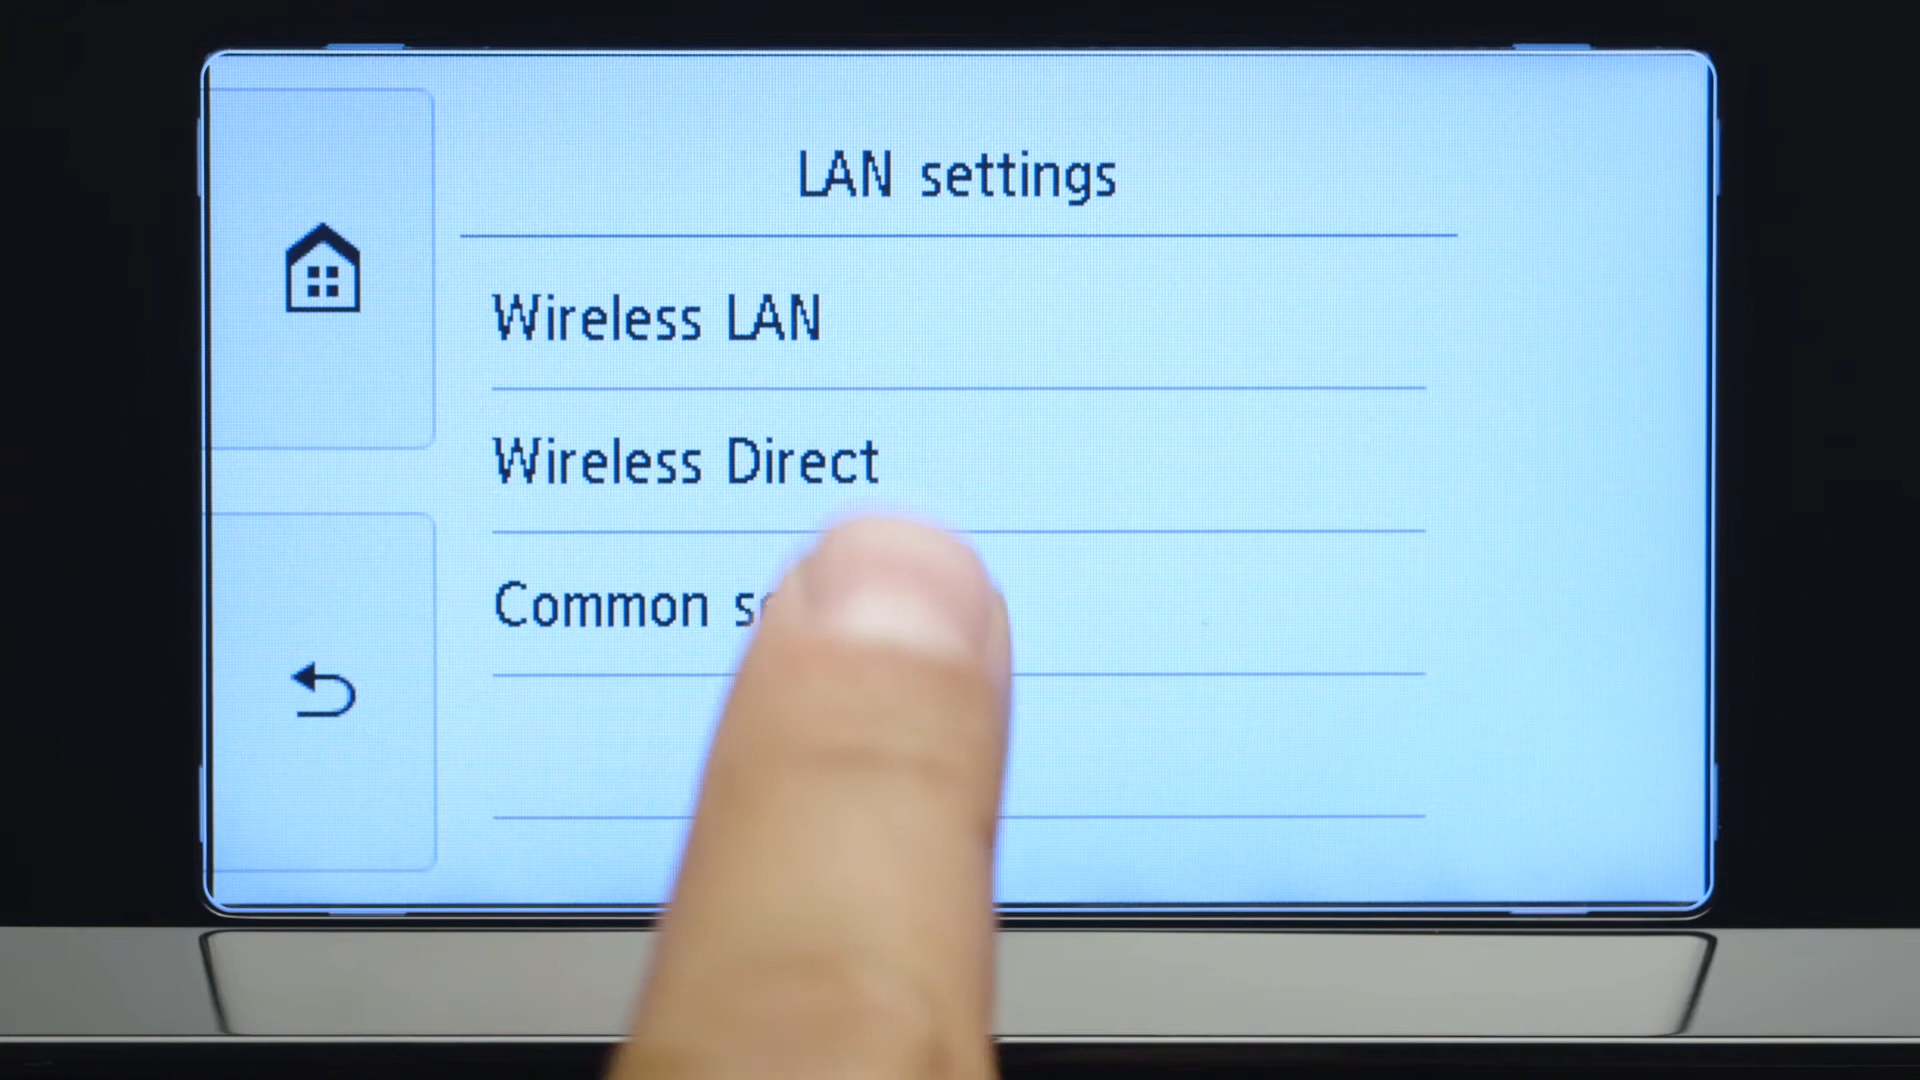 LAN settings
Wireless LAN
Wireless Direct
Common